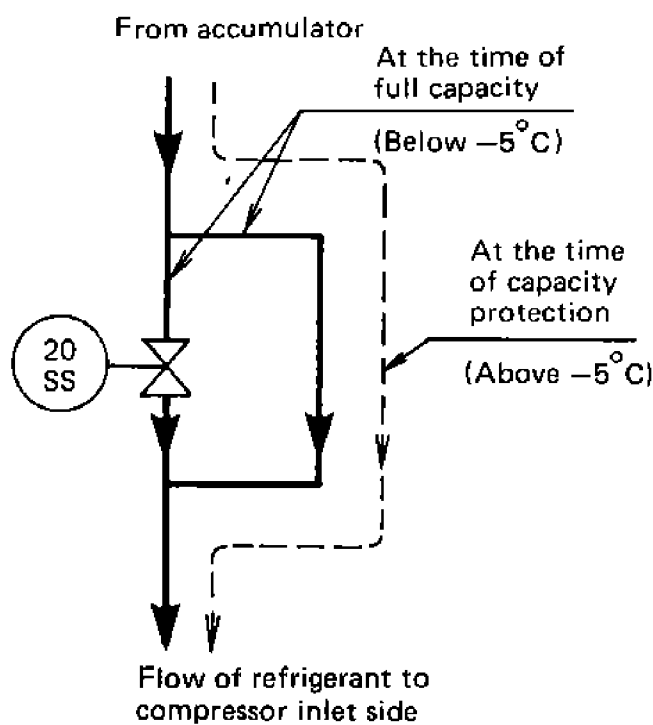 From accumulator
At the time of
full capacity
(Below −5°C)
At the time
of capacity
protection
(Above −5°C)
20
SS
Flow of refrigerant to
compressor inlet side